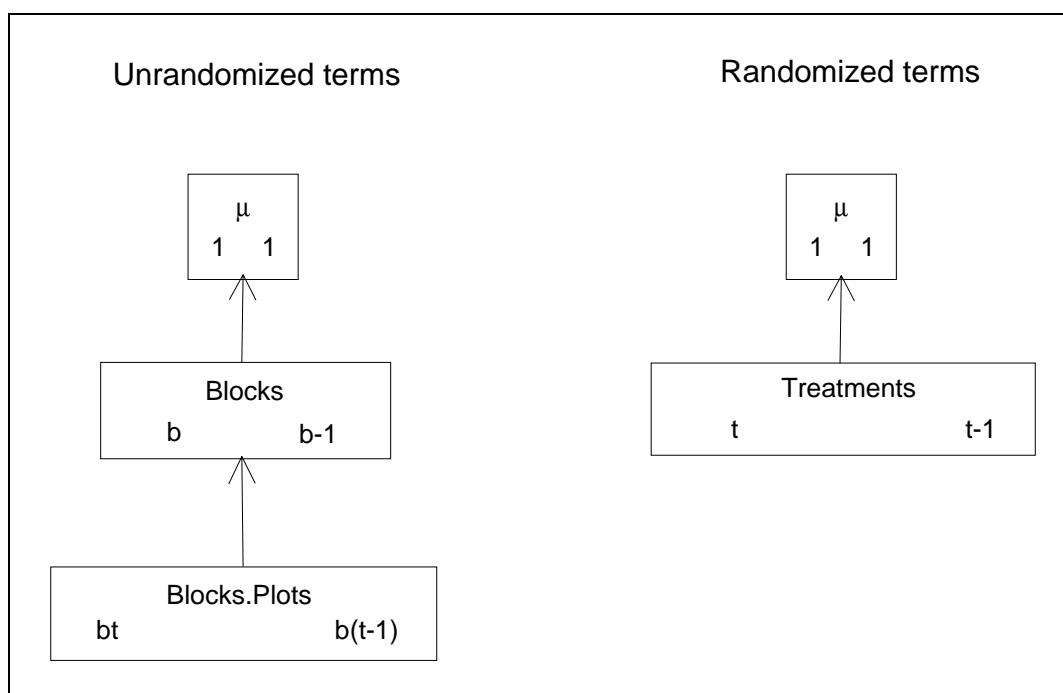 Unrandomized terms
Randomized terms
μ
1 1
μ
1 1
Blocks
b b-1
Treatments
t t-1
Blocks.Plots
bt b(t-1)